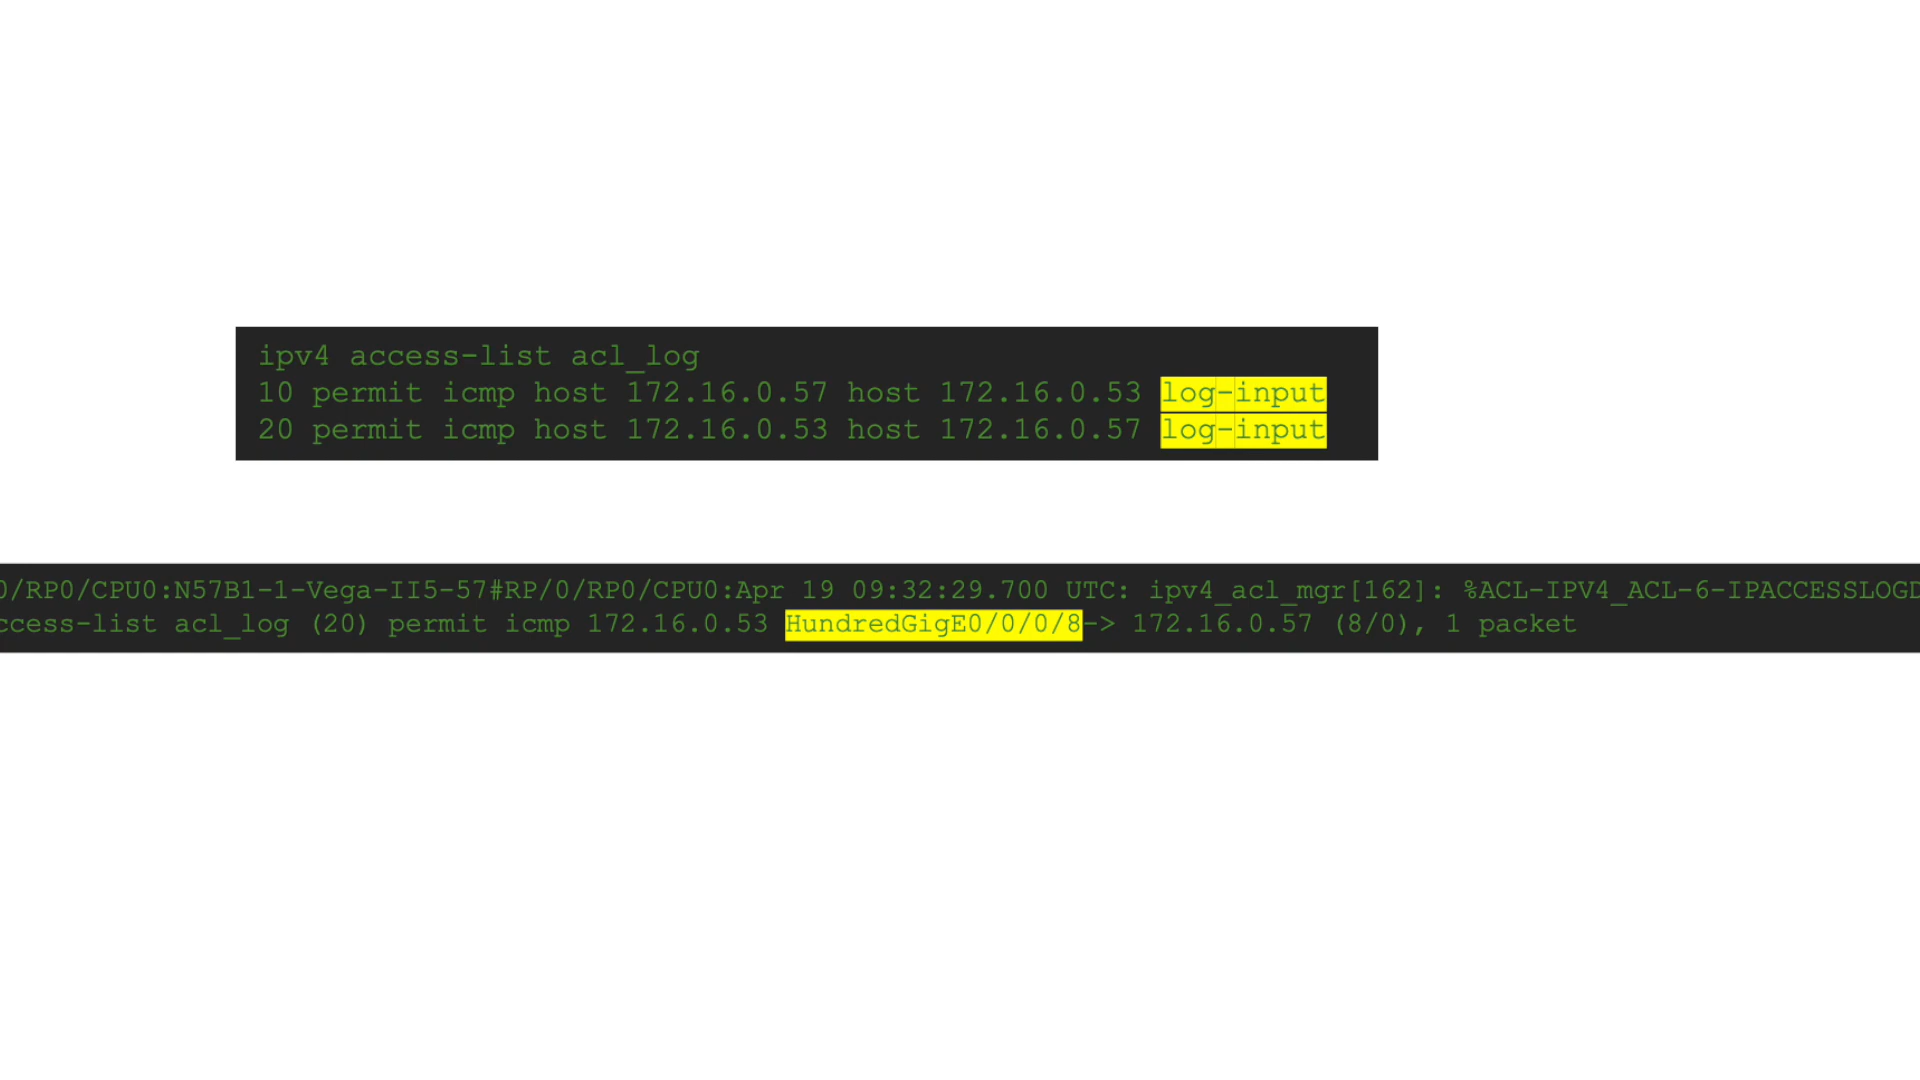 ipv4 access-list acl_log
10 permit icmp host 172.16.0.57 host 172.16.0.53 log-input
20 permit icmp host 172.16.0.53 host 172.16.0.57 log-input
0/RP0/CPU0:N57B1-1-Vega-II5-57#RP/0/RP0/CPU0:Apr 19 09:32:29.700 UTC: ipv4_acl_mgr[162]: %ACL-IPV4_ACL-6-IPACCESSLOGD
ccess-list acl_log (20) permit icmp 172.16.0.53 HundredGigE0/0/0/8-> 172.16.0.57 (8/0), 1 packet